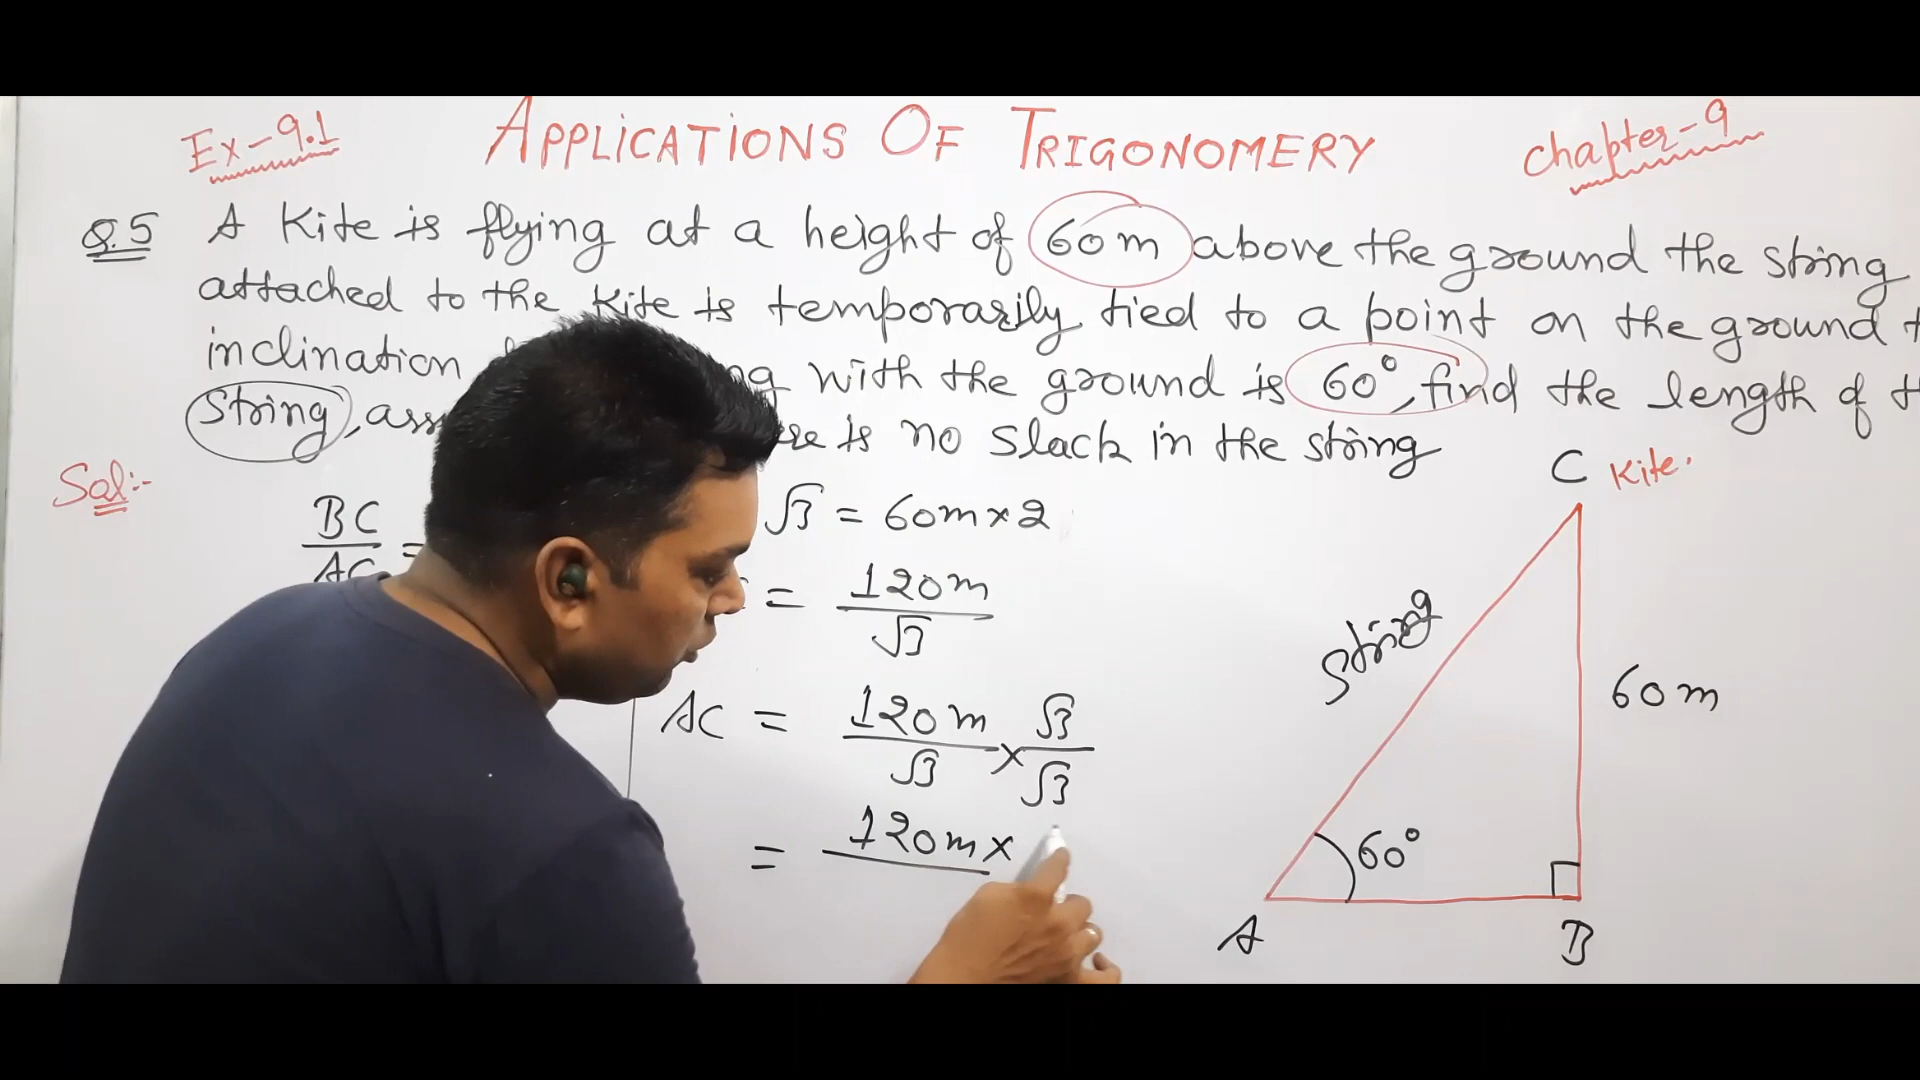 Ex-9.1 APPLICATIONS OF TRIGONOMERY chapter-9
Q.5 A Kite is flying at a height of 60m above the ground the string
attached to the kite is temporarily tied to a point on the ground
inclination with the ground is 60°, find the length of
string, there is no slack in the string
Sol:-
BC
AC =
√3 = 60m×2
= 120m
√3
AC = 120m × √3
√3 √3
= 120m×
C Kite.
string
60m
60°
A
B